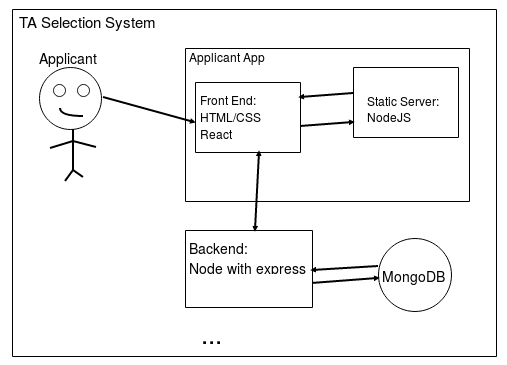 TA Selection System
Applicant
Applicant App
Front End:
HTML/CSS
React
Static Server:
NodeJS
Backend:
Node with express
MongoDB
...